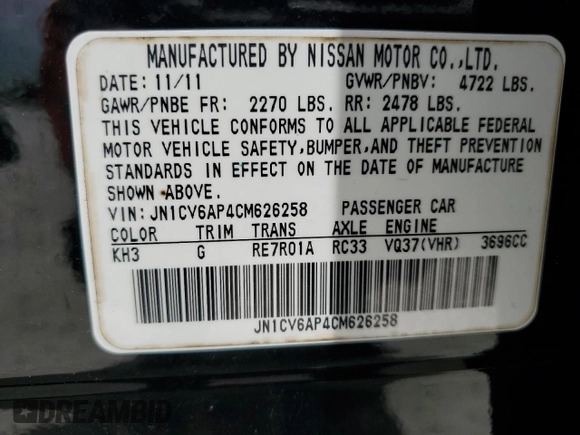 MANUFACTURED BY NISSAN MOTOR CO.,LTD.
DATE: 11/11 GVWR/PNBV: 4722 LBS.
GAWR/PNBE FR: 2270 LBS. RR: 2478 LBS.
THIS VEHICLE CONFORMS TO ALL APPLICABLE FEDERAL
MOTOR VEHICLE SAFETY,BUMPER,AND THEFT PREVENTION
STANDARDS IN EFFECT ON THE DATE OF MANUFACTURE
SHOWN ABOVE.
VIN: JN1CV6AP4CM626258 PASSENGER CAR
COLOR TRIM TRANS AXLE ENGINE
KH3 G RE7R01A RC33 VQ37(VHR) 3696CC
JN1CV6AP4CM626258
DREAMBID